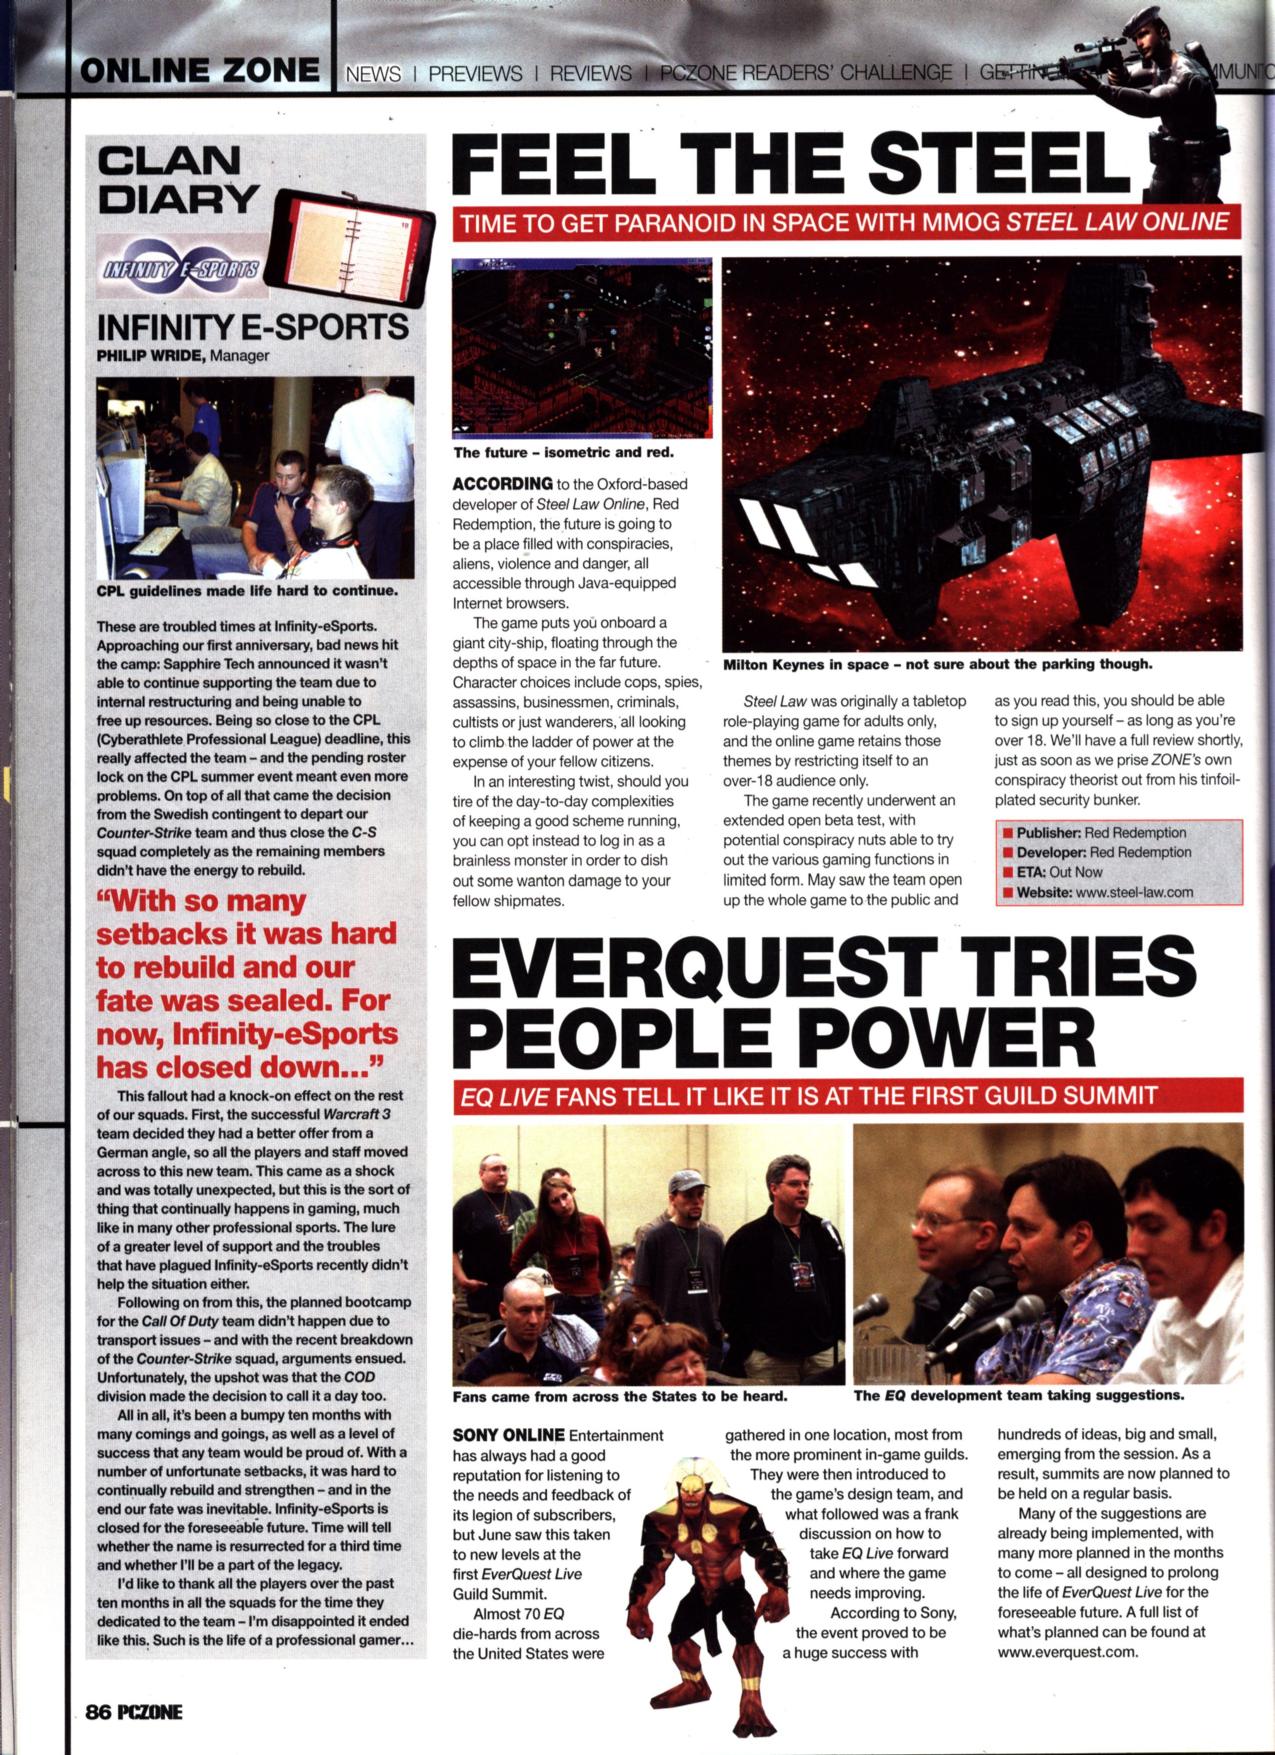 ONLINE ZONE
NEWS | PREVIEWS | REVIEWS | PCZONE READERS' CHALLENGE |
CLAN
DIARY
INFINITY E-SPORTS
INFINITY E-SPORTS
PHILIP WRIDE, Manager
CPL guidelines made life hard to continue.
These are troubled times at Infinity-eSports.
Approaching our first anniversary, bad news hit
the camp: Sapphire Tech announced it wasn't
able to continue supporting the team due to
internal restructuring and being unable to
free up resources. Being so close to the CPL
(Cyberathlete Professional League) deadline, this
really affected the team – and the pending roster
lock on the CPL summer event meant even more
problems. On top of all that came the decision
from the Swedish contingent to depart our
Counter-Strike team and thus close the C-S
squad completely as the remaining members
didn't have the energy to rebuild.
“With so many
setbacks it was hard
to rebuild and our
fate was sealed. For
now, Infinity-eSports
has closed down...”
This fallout had a knock-on effect on the rest
of our squads. First, the successful Warcraft 3
team decided they had a better offer from a
German angle, so all the players and staff moved
across to this new team. This came as a shock
and was totally unexpected, but this is the sort of
thing that continually happens in gaming, much
like in many other professional sports. The lure
of a greater level of support and the troubles
that have plagued Infinity-eSports recently didn't
help the situation either.
Following on from this, the planned bootcamp
for the Call Of Duty team didn't happen due to
transport issues – and with the recent breakdown
of the Counter-Strike squad, arguments ensued.
Unfortunately, the upshot was that the COD
division made the decision to call it a day too.
All in all, it's been a bumpy ten months with
many comings and goings, as well as a level of
success that any team would be proud of. With a
number of unfortunate setbacks, it was hard to
continually rebuild and strengthen – and in the
end our fate was inevitable. Infinity-eSports is
closed for the foreseeable future. Time will tell
whether the name is resurrected for a third time
and whether I'll be a part of the legacy.
I'd like to thank all the players over the past
ten months in all the squads for the time they
dedicated to the team – I'm disappointed it ended
like this. Such is the life of a professional gamer...
FEEL THE STEEL
TIME TO GET PARANOID IN SPACE WITH MMOG STEEL LAW ONLINE
The future – isometric and red.
Milton Keynes in space – not sure about the parking though.
ACCORDING to the Oxford-based
developer of Steel Law Online, Red
Redemption, the future is going to
be a place filled with conspiracies,
aliens, violence and danger, all
accessible through Java-equipped
Internet browsers.
The game puts you onboard a
giant city-ship, floating through the
depths of space in the far future.
Character choices include cops, spies,
assassins, businessmen, criminals,
cultists or just wanderers, all looking
to climb the ladder of power at the
expense of your fellow citizens.
In an interesting twist, should you
tire of the day-to-day complexities
of keeping a good scheme running,
you can opt instead to log in as a
brainless monster in order to dish
out some wanton damage to your
fellow shipmates.
Steel Law was originally a tabletop
role-playing game for adults only,
and the online game retains those
themes by restricting itself to an
over-18 audience only.
The game recently underwent an
extended open beta test, with
potential conspiracy nuts able to try
out the various gaming functions in
limited form. May saw the team open
up the whole game to the public and
as you read this, you should be able
to sign up yourself – as long as you're
over 18. We'll have a full review shortly,
just as soon as we prise ZONE's own
conspiracy theorist out from his tinfoil-
plated security bunker.
Publisher: Red Redemption
Developer: Red Redemption
ETA: Out Now
Website: www.steel-law.com
EVERQUEST TRIES
PEOPLE POWER
EQ LIVE FANS TELL IT LIKE IT IS AT THE FIRST GUILD SUMMIT
Fans came from across the States to be heard.
The EQ development team taking suggestions.
SONY ONLINE Entertainment
has always had a good
reputation for listening to
the needs and feedback of
its legion of subscribers,
but June saw this taken
to new levels at the
first EverQuest Live
Guild Summit.
Almost 70 EQ
die-hards from across
the United States were
gathered in one location, most from
the more prominent in-game guilds.
They were then introduced to
the game's design team, and
what followed was a frank
discussion on how to
take EQ Live forward
and where the game
needs improving.
According to Sony,
the event proved to be
a huge success with
hundreds of ideas, big and small,
emerging from the session. As a
result, summits are now planned to
be held on a regular basis.
Many of the suggestions are
already being implemented, with
many more planned in the months
to come – all designed to prolong
the life of EverQuest Live for the
foreseeable future. A full list of
what's planned can be found at
www.everquest.com.
86 PCZONE